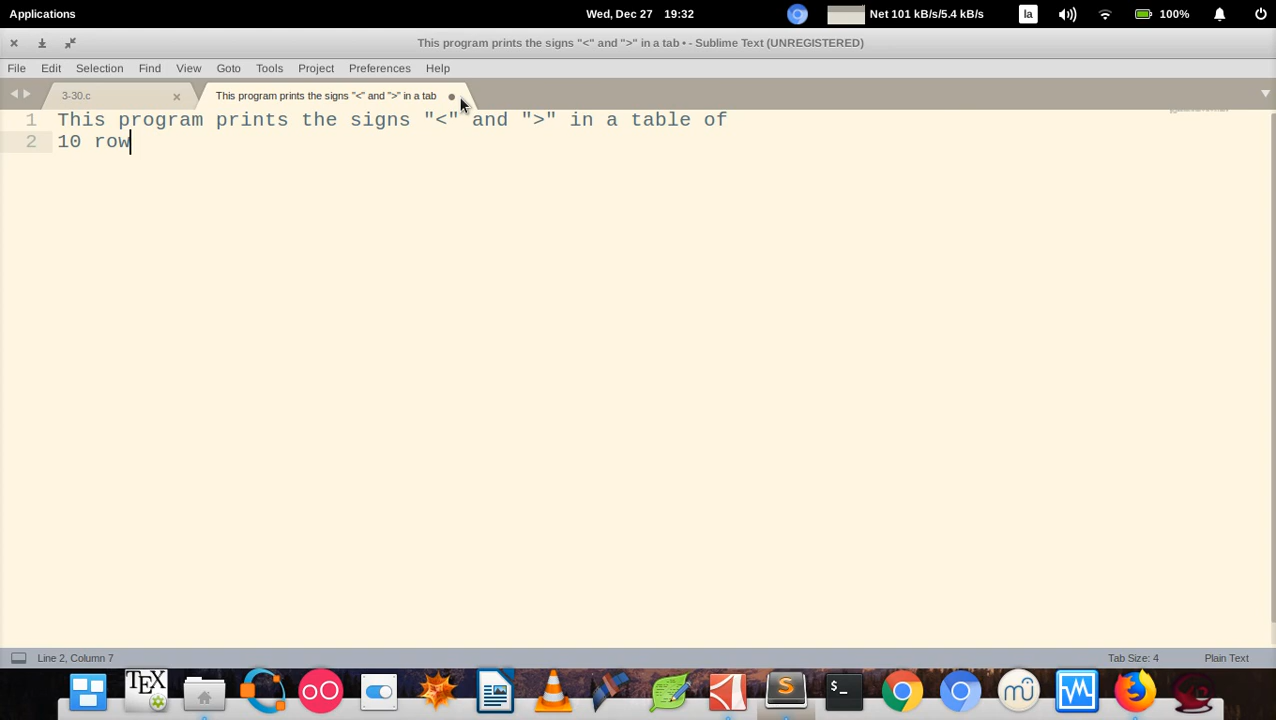 Applications
Wed, Dec 27 19:32
Net 101 kB/s/5.4 kB/s
la
100%
This program prints the signs "<" and ">" in a tab • - Sublime Text (UNREGISTERED)
File Edit Selection Find View Goto Tools Project Preferences Help
3-30.c
This program prints the signs "<" and ">" in a tab
1 This program prints the signs "<" and ">" in a table of
2 10 row
Line 2, Column 7
Tab Size: 4
Plain Text
TEX
S
>_
mū